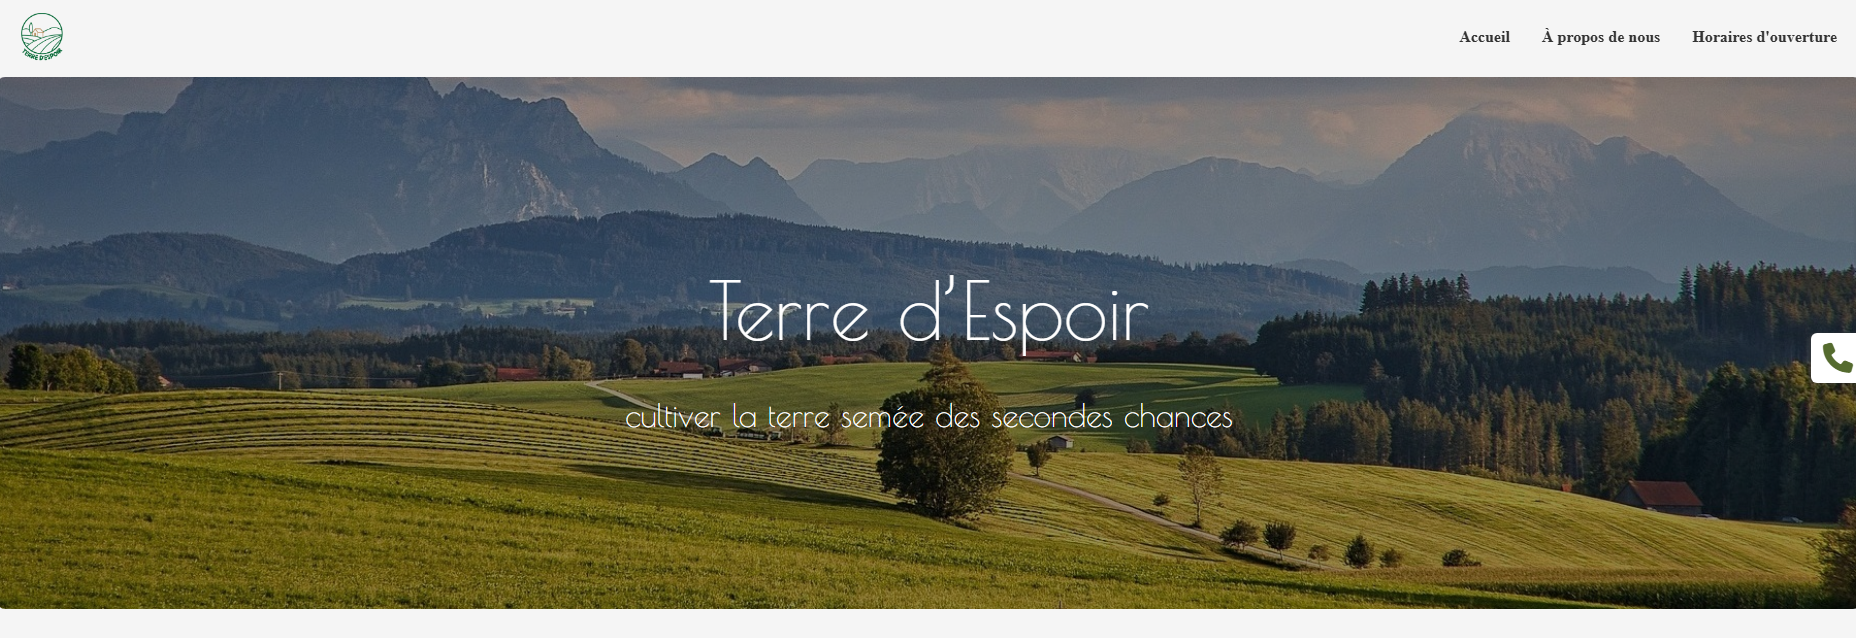 TERRE D'ESPOIR
Accueil À propos de nous Horaires d'ouverture
Terre d’Espoir
cultiver la terre semée des secondes chances